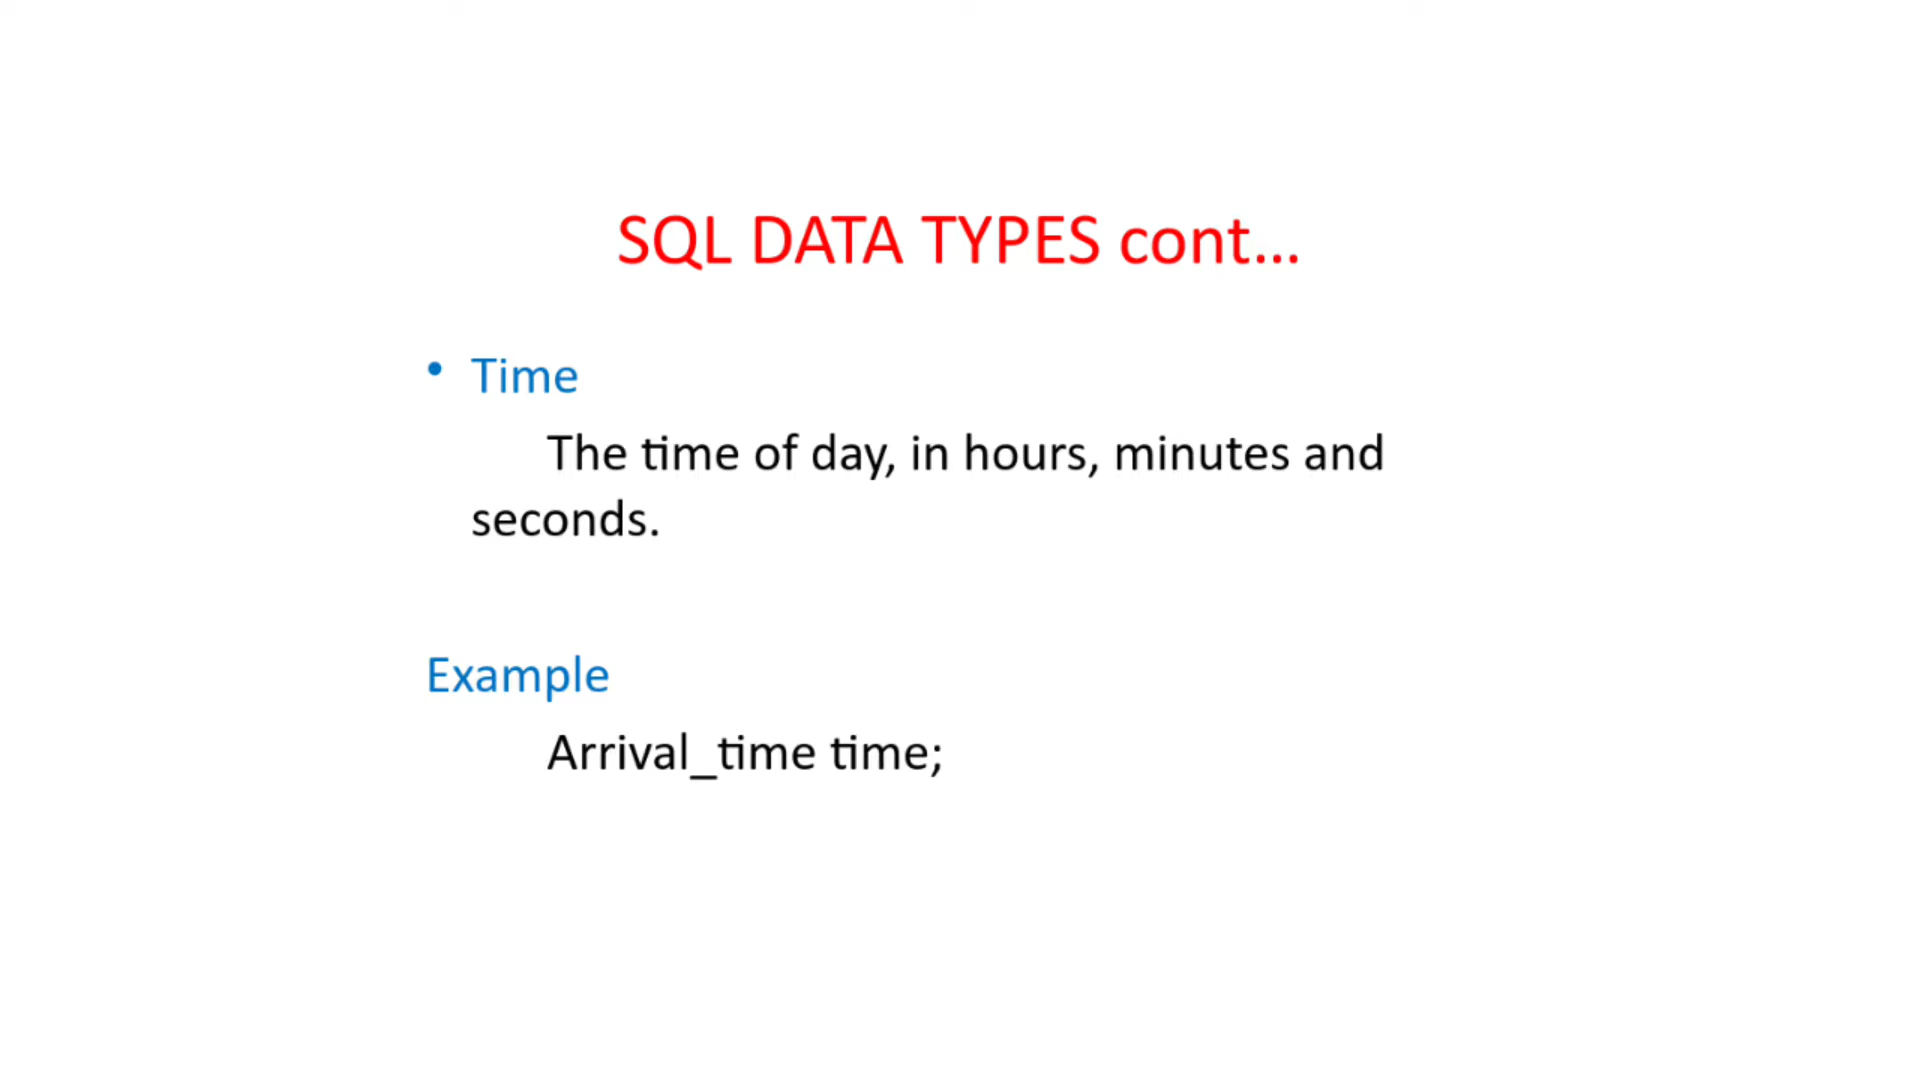 SQL DATA TYPES cont...
• Time
The time of day, in hours, minutes and
seconds.
Example
Arrival_time time;